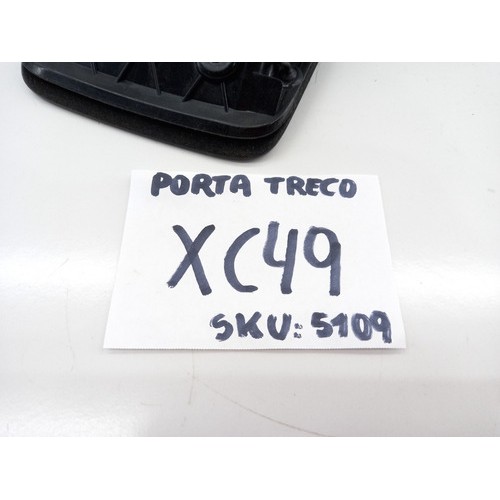 PORTA TRECO
XC49
SKU: 5109